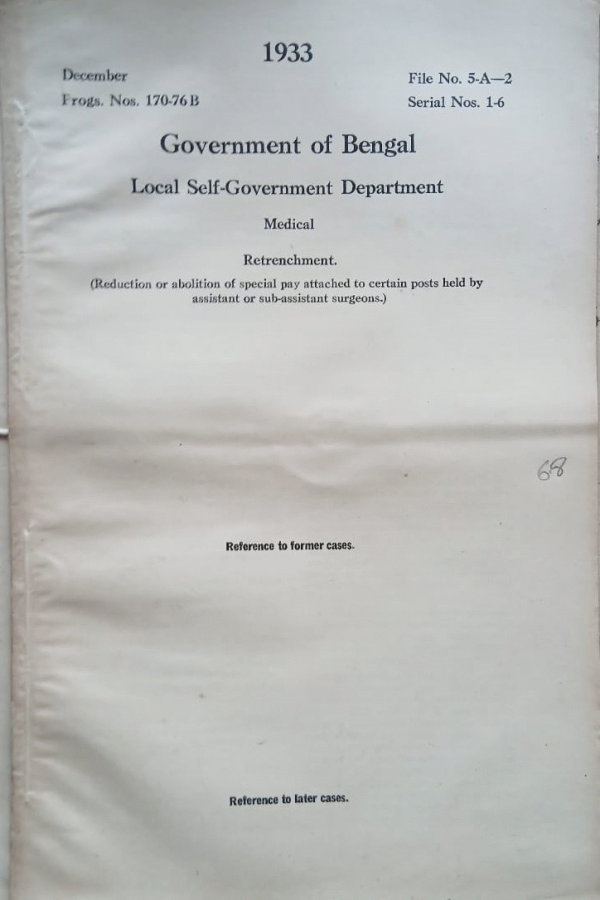 1933
December
File No. 5-A—2
Progs. Nos. 170-76 B
Serial Nos. 1-6
Government of Bengal
Local Self-Government Department
Medical
Retrenchment.
(Reduction or abolition of special pay attached to certain posts held by
assistant or sub-assistant surgeons.)
68
Reference to former cases.
Reference to later cases.